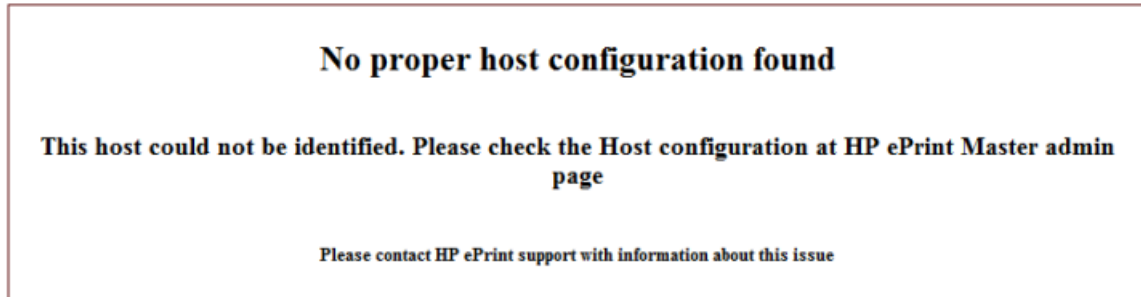 No proper host configuration found
This host could not be identified. Please check the Host configuration at HP ePrint Master admin
page
Please contact HP ePrint support with information about this issue